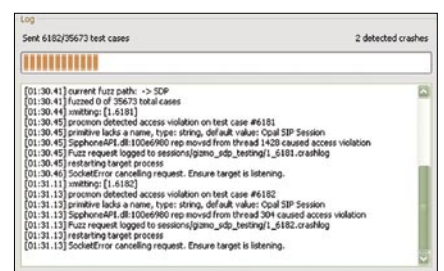 Log
Sent 6182/35673 test cases
2 detected crashes
[01:30.41] current fuzz path: -> SDP
[01:30.41] fuzzed 0 of 35673 total cases
[01:30.44] xmitting: [1.6181]
[01:30.45] procmon detected access violation on test case #6181
[01:30.45] primitive lacks a name, type: string, default value: Opal SIP Session
[01:30.45] SipphoneAPI.dll:100e6980 rep movsd from thread 1428 caused access violation
[01:30.45] Fuzz request logged to sessions/gizmo_sdp_testing/1_6181.crashlog
[01:30.45] restarting target process
[01:30.46] SocketError canceling request. Ensure target is listening.
[01:31.11] xmitting: [1.6182]
[01:31.13] procmon detected access violation on test case #6182
[01:31.13] primitive lacks a name, type: string, default value: Opal SIP Session
[01:31.13] SipphoneAPI.dll:100e6980 rep movsd from thread 304 caused access violation
[01:31.13] Fuzz request logged to sessions/gizmo_sdp_testing/1_6182.crashlog
[01:31.13] restarting target process
[01:31.13] SocketError canceling request. Ensure target is listening.